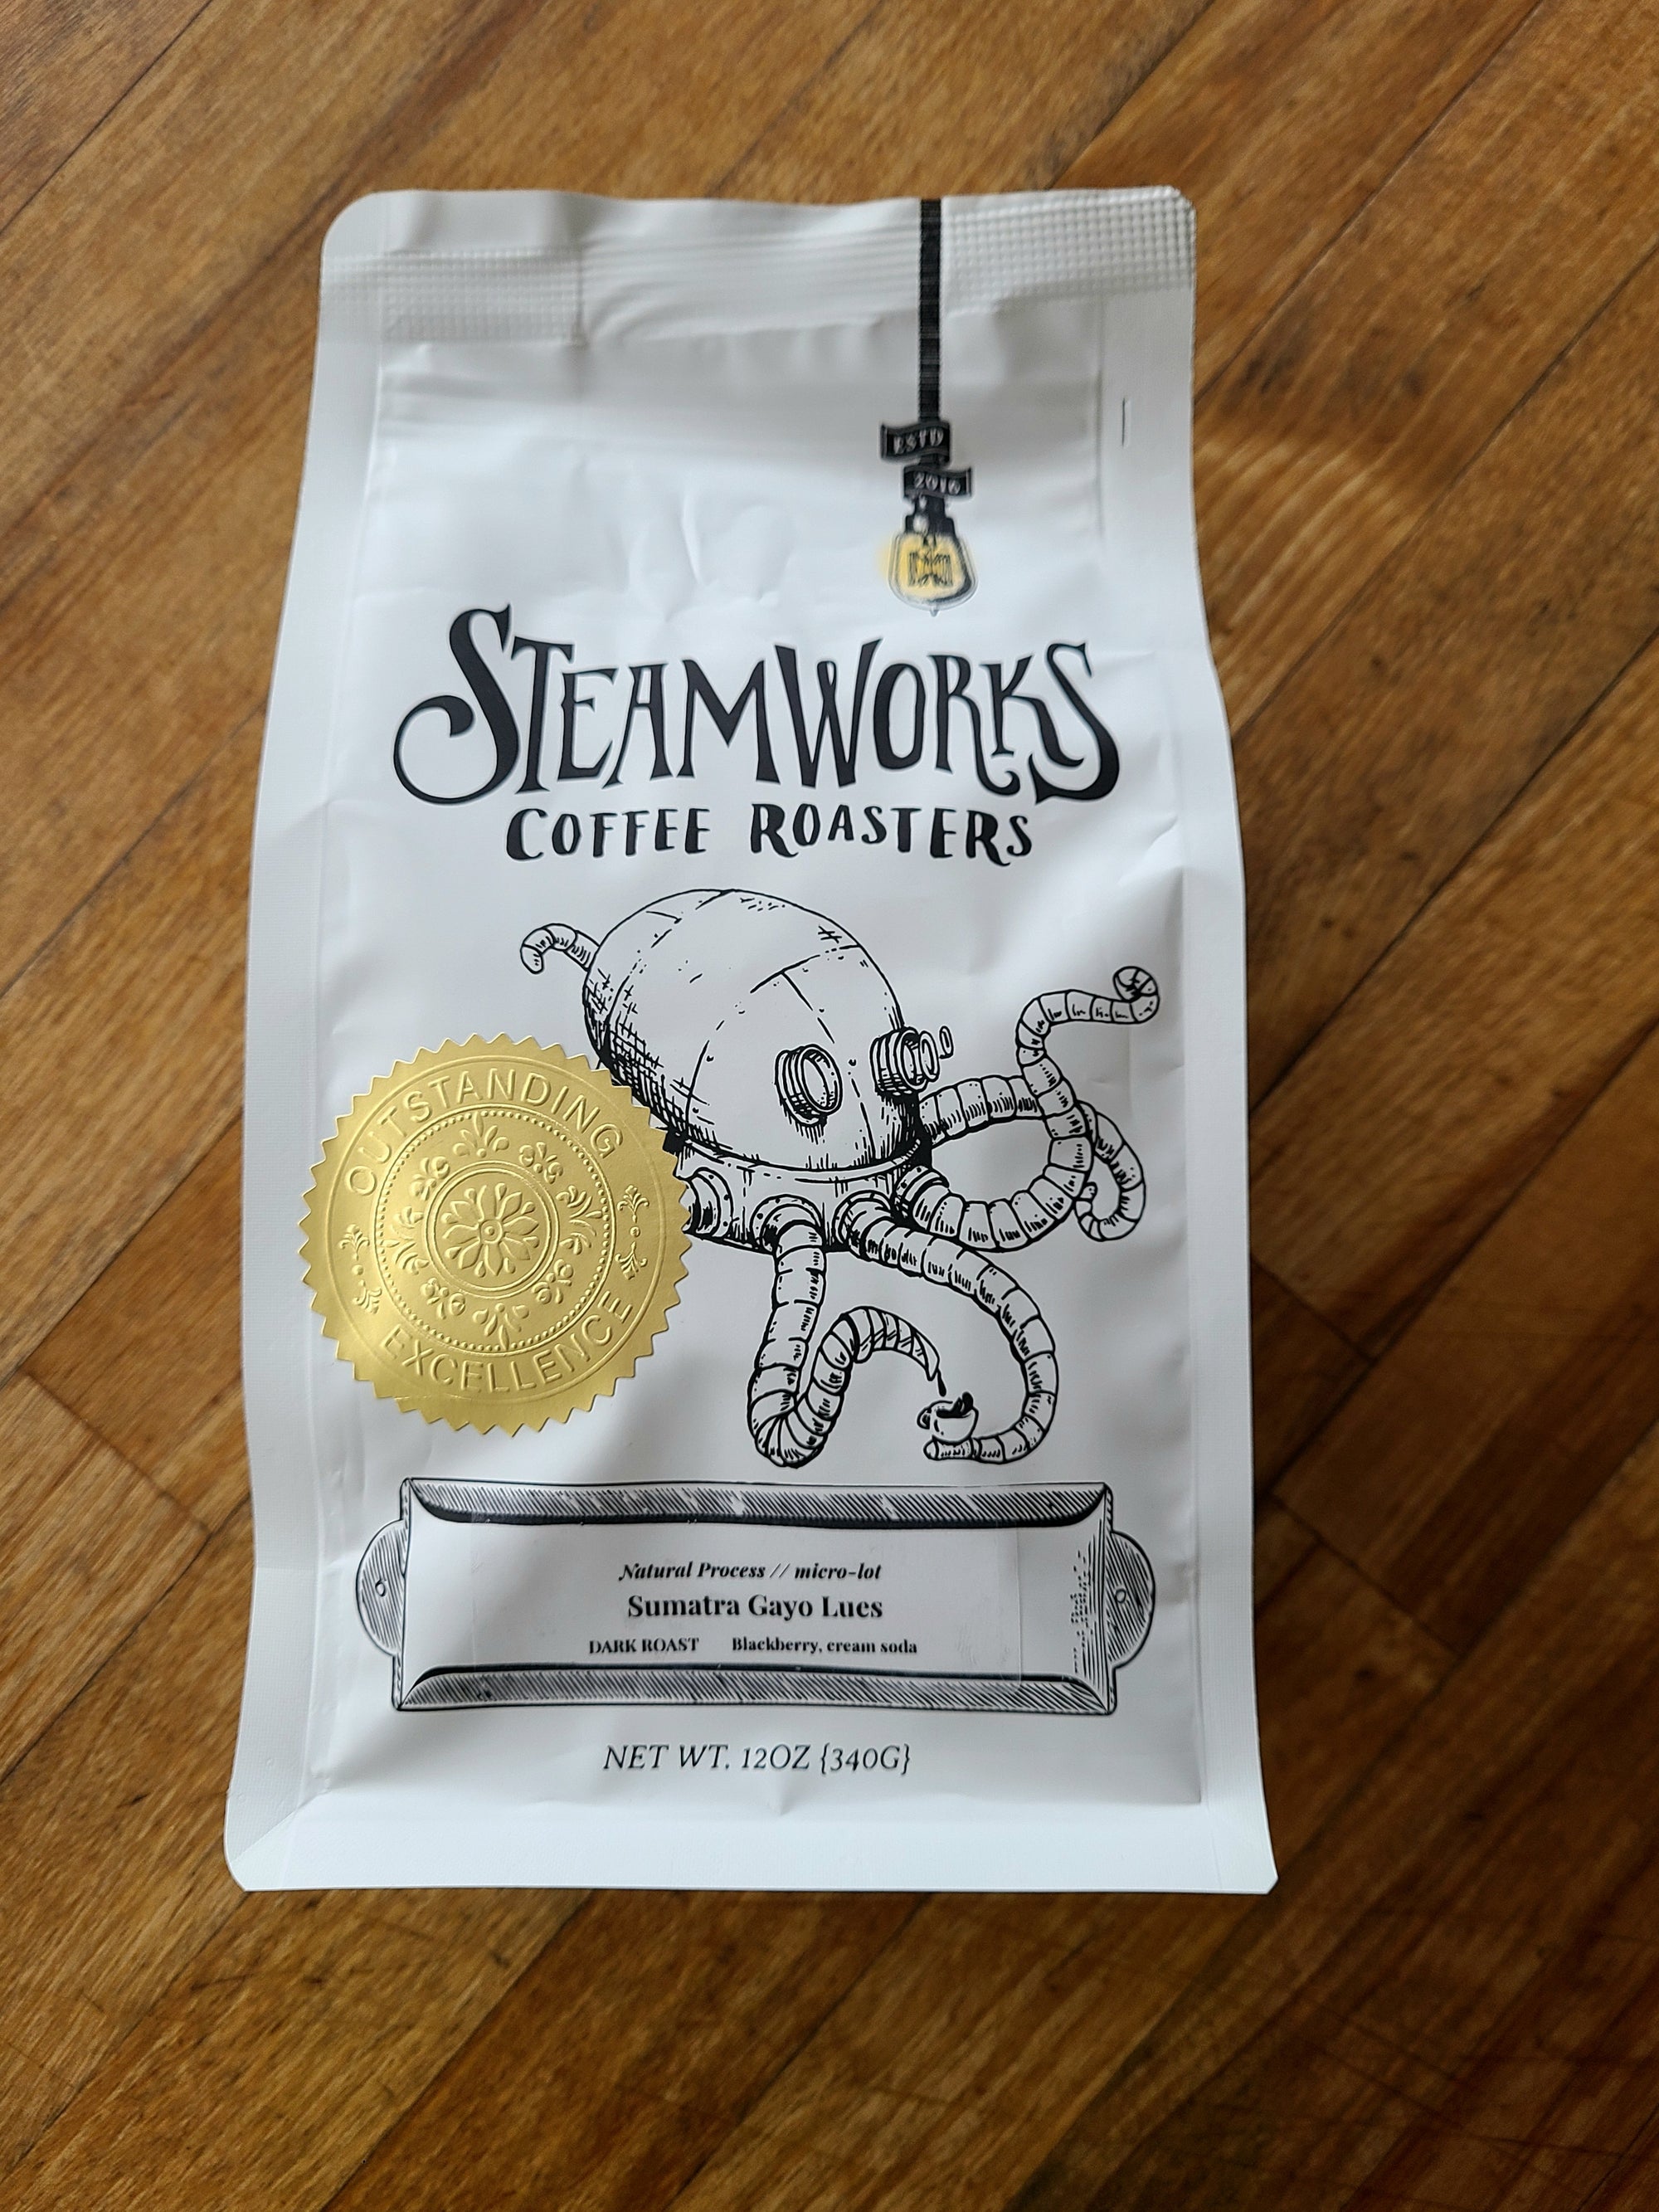 ESTD
2016
STEAMWORKS
COFFEE ROASTERS
OUTSTANDING
EXCELLENCE
Natural Process // micro-lot
Sumatra Gayo Lues
DARK ROAST Blackberry, cream soda
NET WT. 12OZ {340G}